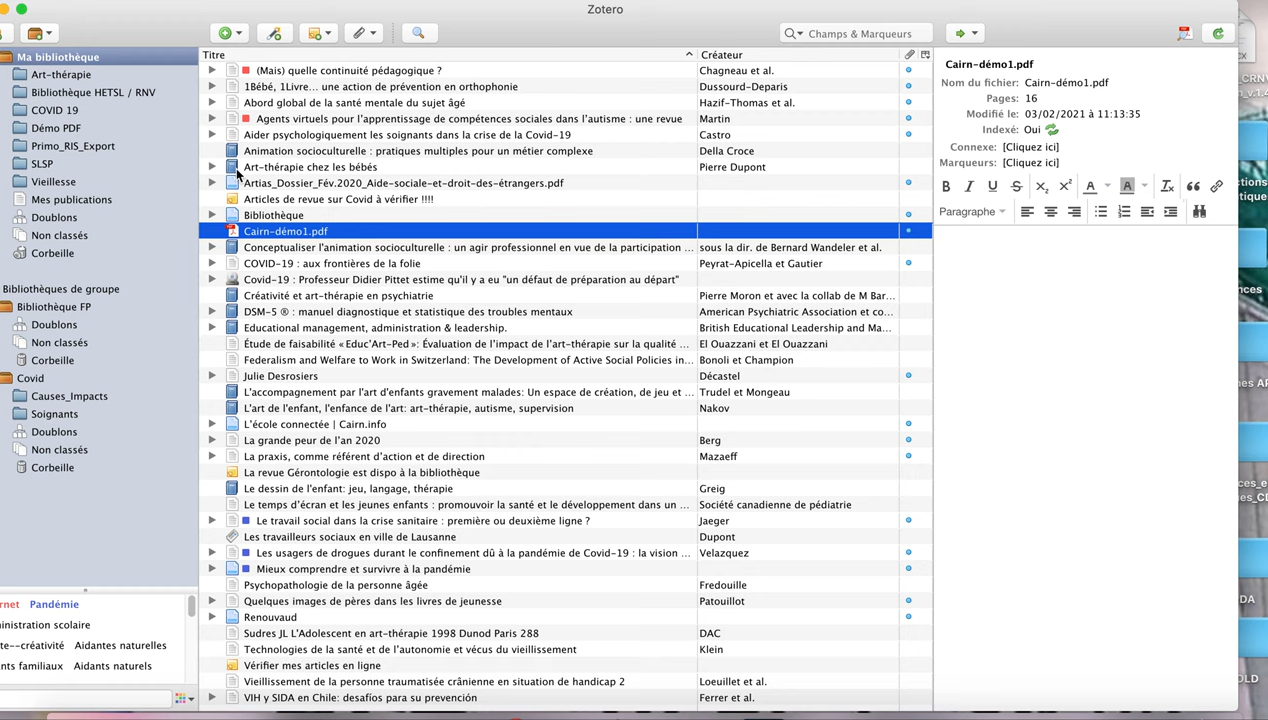 Zotero
Champs & Marqueurs
Ma bibliothèque
Art-thérapie
Bibliothèque HETSL / RNV
COVID 19
Démo PDF
Primo_RIS_Export
SLSP
Vieillesse
Mes publications
Doublons
Non classés
Corbeille
Bibliothèques de groupe
Bibliothèque FP
Doublons
Non classés
Corbeille
Covid
Causes_Impacts
Soignants
Doublons
Non classés
Corbeille
rnet Pandémie
ministration scolaire
te--créativité Aidantes naturelles
ants familiaux Aidants naturels
Titre Créateur
(Mais) quelle continuité pédagogique ? Chagneau et al.
1Bébé, 1Livre... une action de prévention en orthophonie Dussourd-Deparis
Abord global de la santé mentale du sujet âgé Hazif-Thomas et al.
Agents virtuels pour l'apprentissage de compétences sociales dans l'autisme : une revue Martin
Aider psychologiquement les soignants dans la crise de la Covid-19 Castro
Animation socioculturelle : pratiques multiples pour un métier complexe Della Croce
Art-thérapie chez les bébés Pierre Dupont
Artias_Dossier_Fév.2020_Aide-sociale-et-droit-des-étrangers.pdf
Articles de revue sur Covid à vérifier !!!!
Bibliothèque
Cairn-démo1.pdf
Conceptualiser l'animation socioculturelle : un agir professionnel en vue de la participation ... sous la dir. de Bernard Wandeler et al.
COVID-19 : aux frontières de la folie Peyrat-Apicella et Gautier
Covid-19 : Professeur Didier Pittet estime qu'il y a eu "un défaut de préparation au départ"
Créativité et art-thérapie en psychiatrie Pierre Moron et avec la collab de M Bar...
DSM-5 ® : manuel diagnostique et statistique des troubles mentaux American Psychiatric Association et co...
Educational management, administration & leadership. British Educational Leadership and Ma...
Étude de faisabilité «Educ'Art-Ped»: Évaluation de l'impact de l'art-thérapie sur la qualité ... El Ouazzani et El Ouazzani
Federalism and Welfare to Work in Switzerland: The Development of Active Social Policies in... Bonoli et Champion
Julie Desrosiers Décastel
L'accompagnement par l'art d'enfants gravement malades: Un espace de création, de jeu et ... Trudel et Mongeau
L'art de l'enfant, l'enfance de l'art: art-thérapie, autisme, supervision Nakov
L'école connectée | Cairn.info
La grande peur de l'an 2020 Berg
La praxis, comme référent d'action et de direction Mazaeff
La revue Gérontologie est dispo à la bibliothèque
Le dessin de l'enfant: jeu, langage, thérapie Greig
Le temps d'écran et les jeunes enfants : promouvoir la santé et le développement dans un ... Société canadienne de pédiatrie
Le travail social dans la crise sanitaire : première ou deuxième ligne ? Jaeger
Les travailleurs sociaux en ville de Lausanne Dupont
Les usagers de drogues durant le confinement dû à la pandémie de Covid-19 : la vision ... Velazquez
Mieux comprendre et survivre à la pandémie
Psychopathologie de la personne âgée Fredouille
Quelques images de pères dans les livres de jeunesse Patouillot
Renouvaud
Sudres JL L'Adolescent en art-thérapie 1998 Dunod Paris 288 DAC
Technologies de la santé et de l'autonomie et vécus du vieillissement Klein
Vérifier mes articles en ligne
Vieillissement de la personne traumatisée crânienne en situation de handicap 2 Loeuillet et al.
VIH y SIDA en Chile: desafíos para su prevención Ferrer et al.
Cairn-démo1.pdf
Nom du fichier: Cairn-démo1.pdf
Pages: 16
Modifié le: 03/02/2021 à 11:13:35
Indexé: Oui
Connexe: [Cliquez ici]
Marqueurs: [Cliquez ici]
B I U S X₂ X² A A
Paragraphe